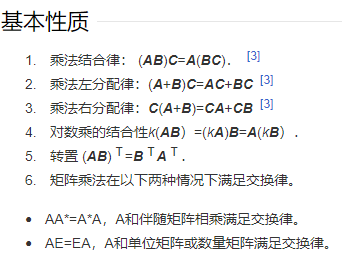 基本性质
1. 乘法结合律： (AB)C=A(BC)． [3]
2. 乘法左分配律：(A+B)C=AC+BC [3]
3. 乘法右分配律：C(A+B)=CA+CB [3]
4. 对数乘的结合性k(AB）=(kA)B=A(kB）．
5. 转置 (AB) ᵀ=B ᵀA ᵀ．
6. 矩阵乘法在以下两种情况下满足交换律。
• AA*=A*A，A和伴随矩阵相乘满足交换律。
• AE=EA，A和单位矩阵或数量矩阵满足交换律。